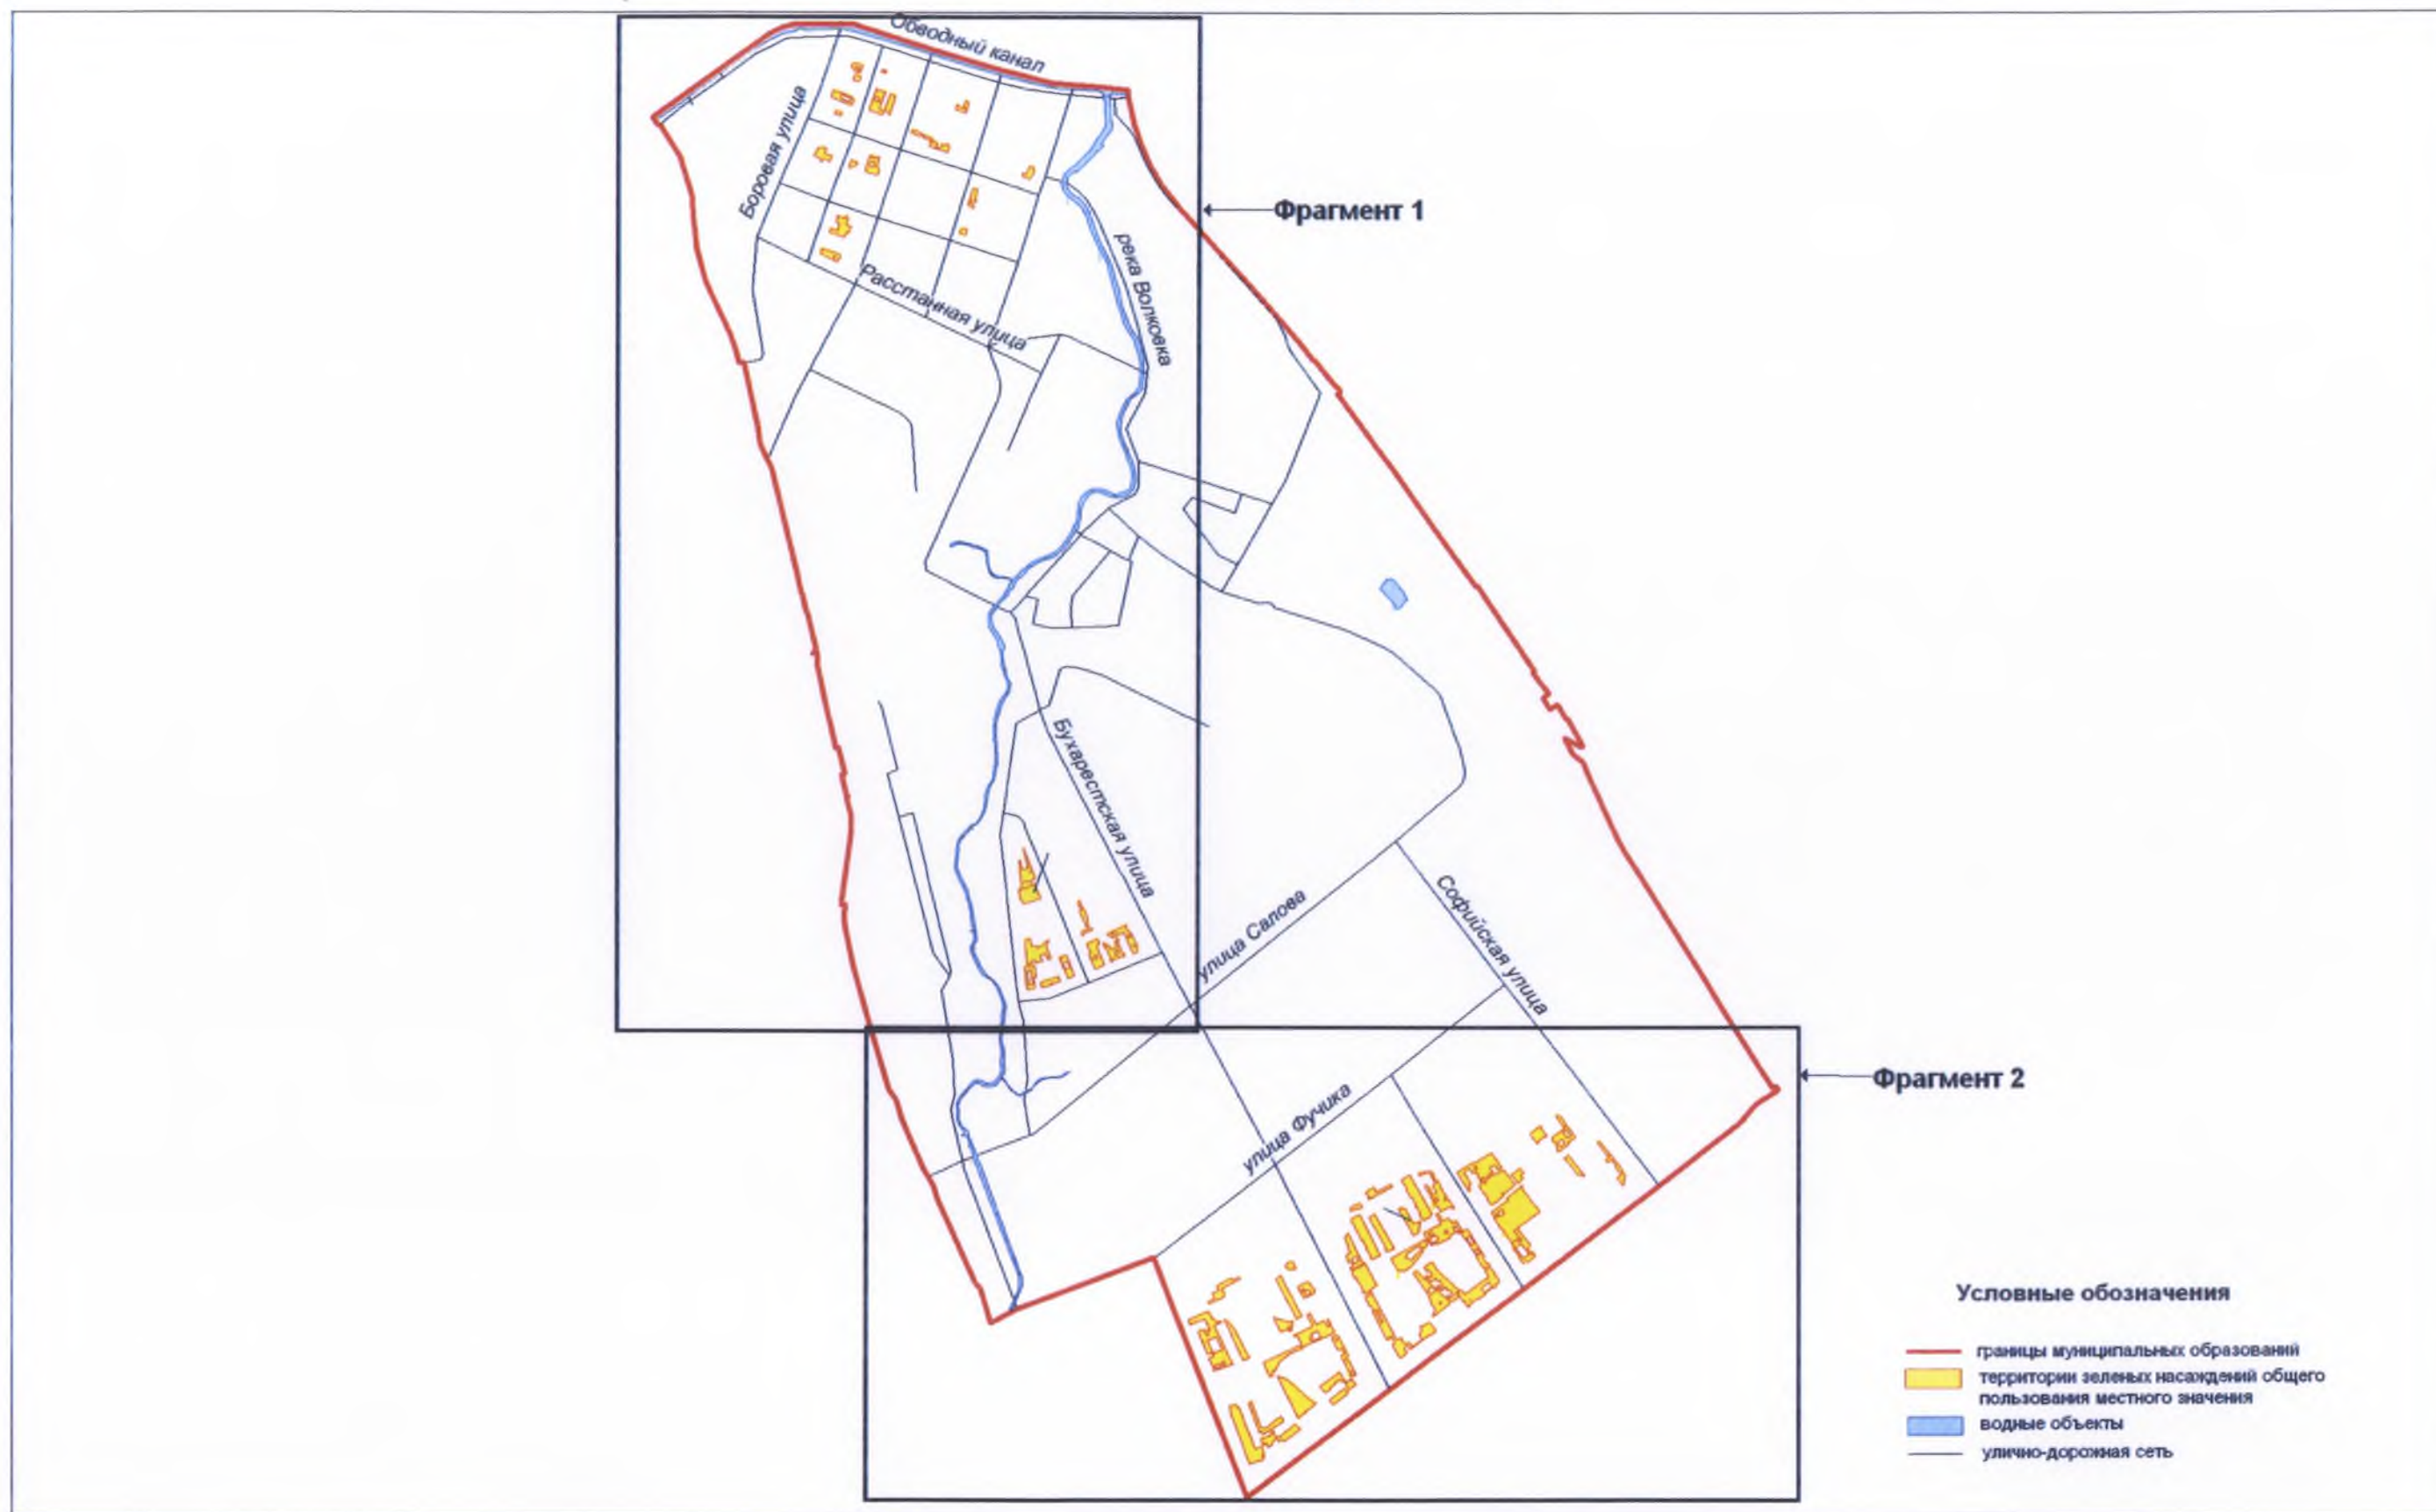 Обводный канал
Боровая улица
Фрагмент 1
река Волковка
Расстанная улица
Бухарестская улица
улица Салова
Софийская улица
Фрагмент 2
улица Фучика
Условные обозначения
границы муниципальных образований
территории зеленых насаждений общего
пользования местного значения
водные объекты
улично-дорожная сеть